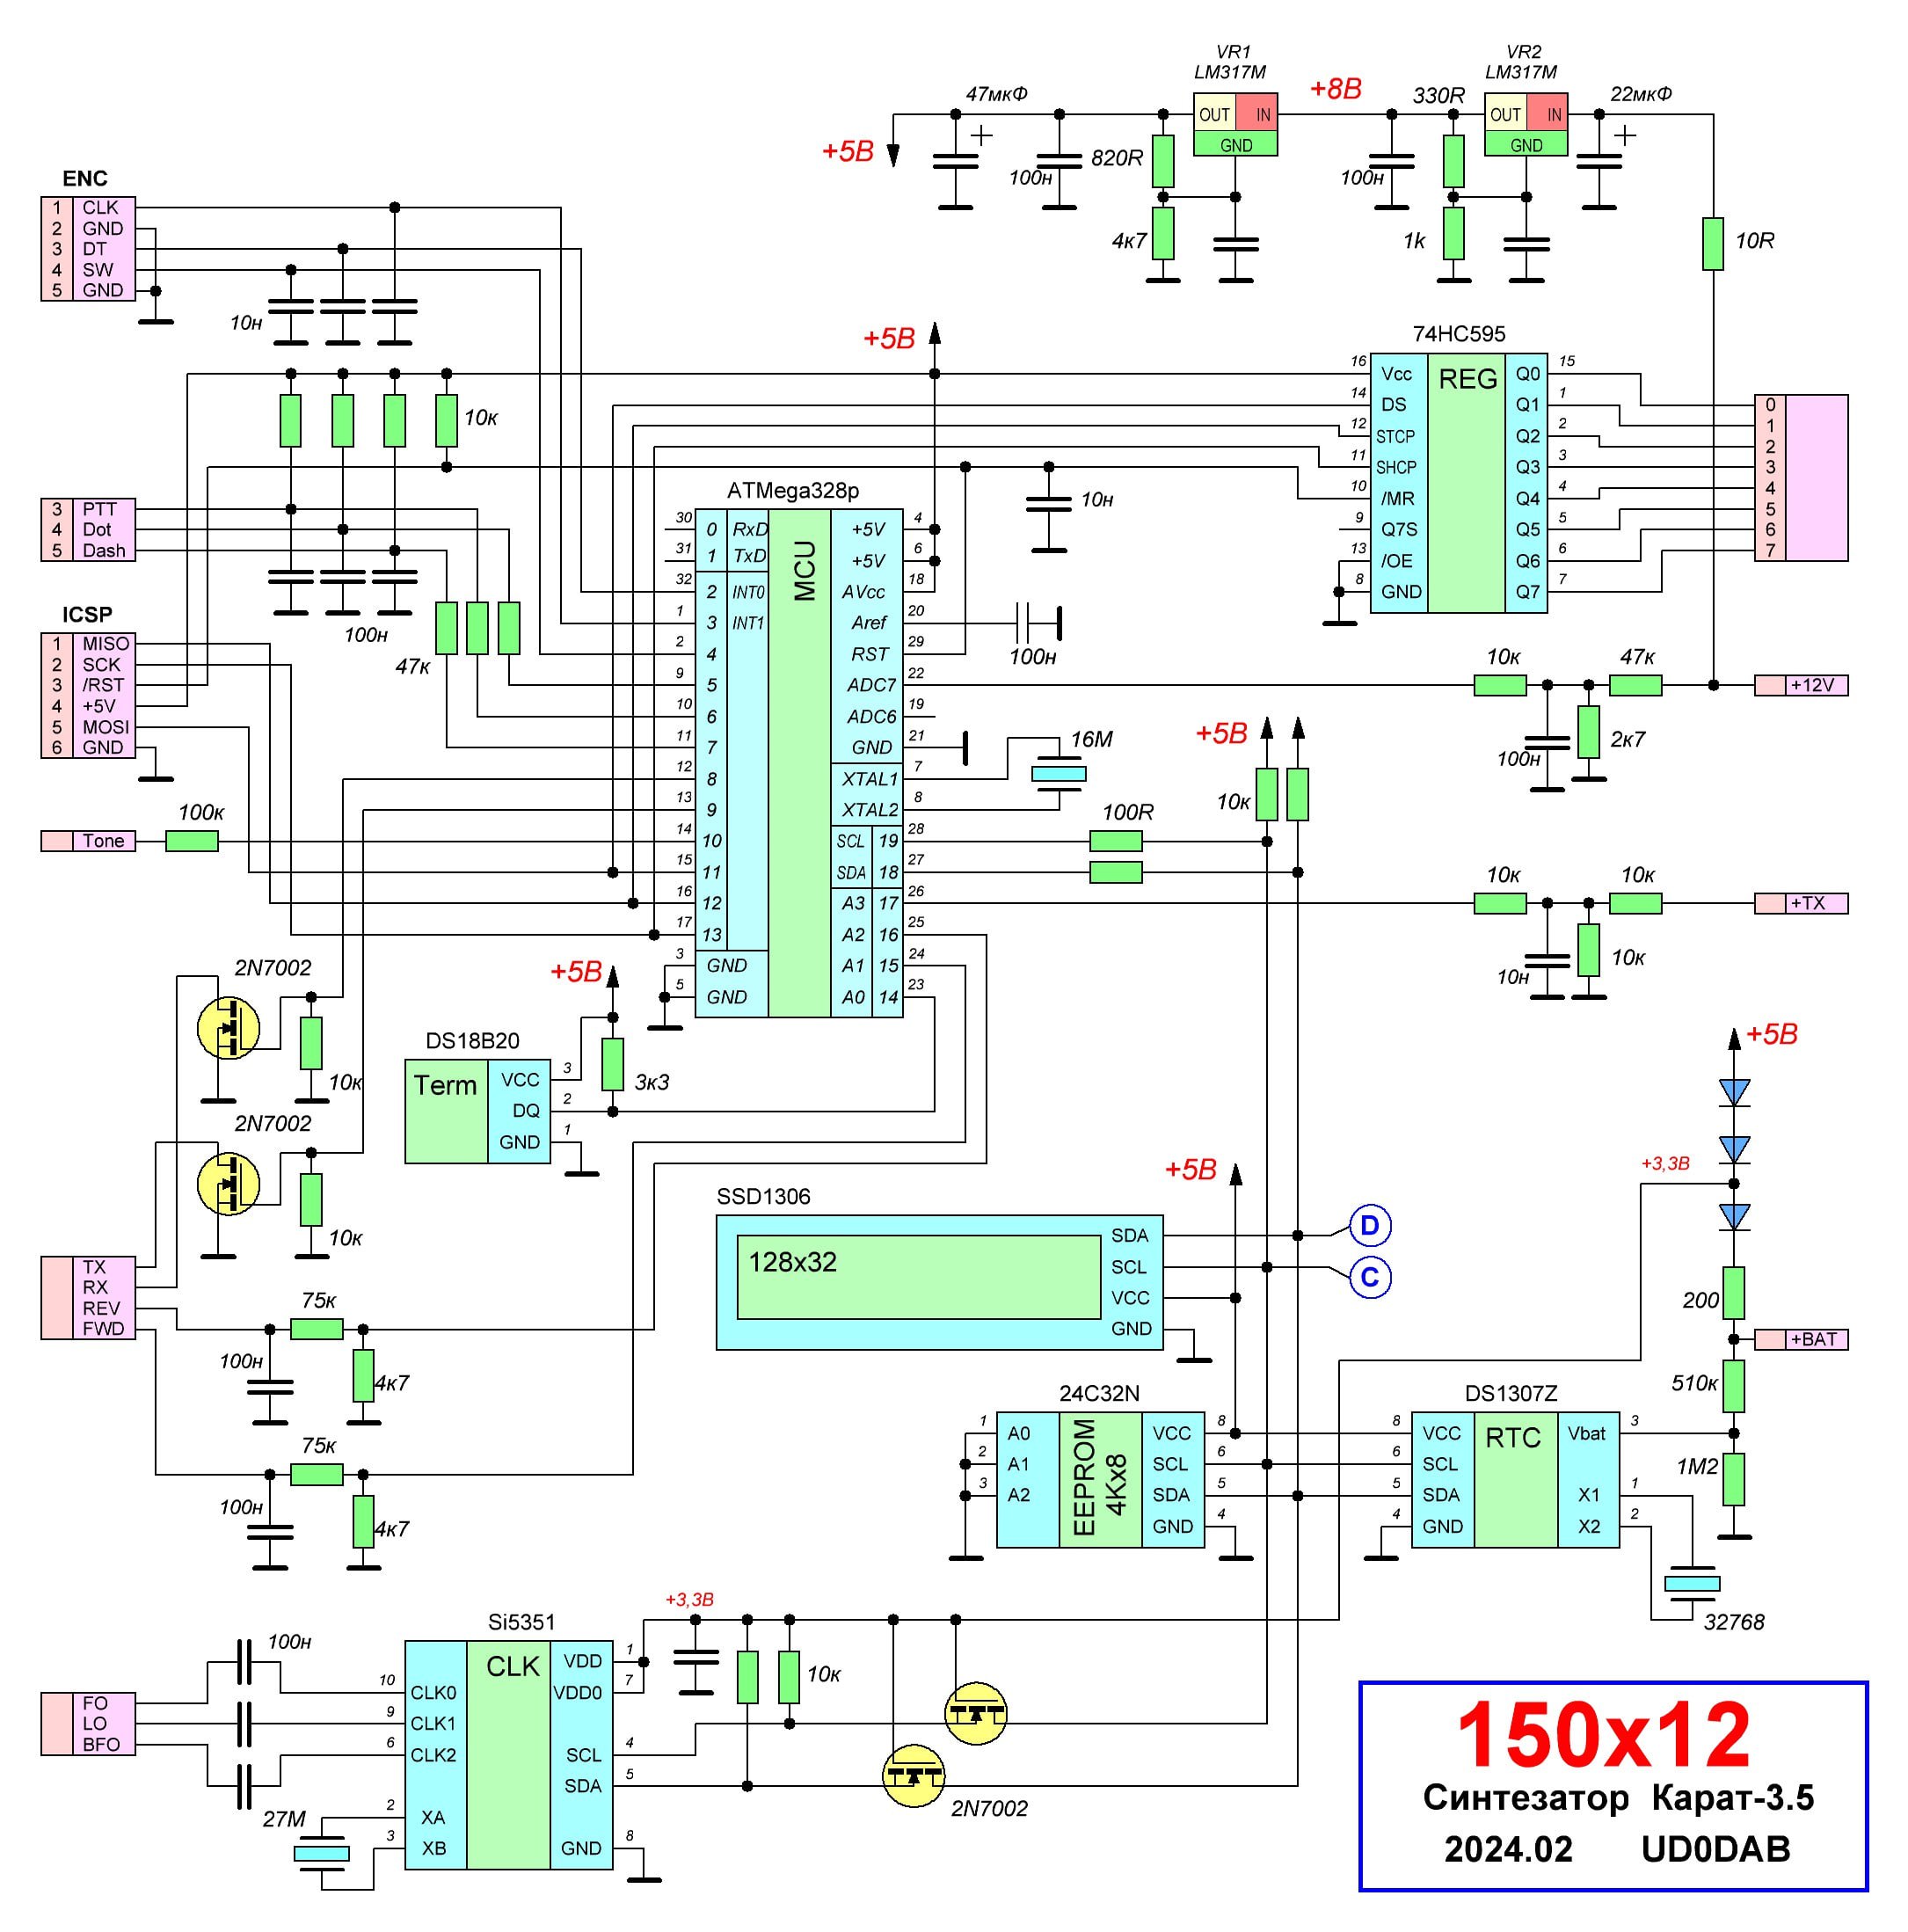 VR1
LM317M
VR2
LM317M
47мкФ
+8В
330R
22мкФ
OUT IN
GND
OUT IN
GND
+5В
100н
820R
100н
4к7
1k
10R
ENC
1 CLK
2 GND
3 DT
4 SW
5 GND
10н
+5В
74HC595
REG
16 Vcc
14 DS
12 STCP
11 SHCP
10 /MR
9 Q7S
13 /OE
8 GND
Q0 15
Q1 1
Q2 2
Q3 3
Q4 4
Q5 5
Q6 6
Q7 7
0
1
2
3
4
5
6
7
10к
3 PTT
4 Dot
5 Dash
100н
47к
ICSP
1 MISO
2 SCK
3 /RST
4 +5V
5 MOSI
6 GND
ATMega328p
MCU
30 0 RxD
31 1 TxD
32 2 INT0
1 3 INT1
2 4
9 5
10 6
11 7
12 8
13 9
14 10
15 11
16 12
17 13
3 GND
5 GND
+5V 4
+5V 6
AVcc 18
Aref 20
RST 29
ADC7 22
ADC6 19
GND 21
XTAL1 7
XTAL2 8
SCL 19 28
SDA 18 27
A3 17 26
A2 16 25
A1 15 24
A0 14 23
10н
100н
16М
+5В
10к
100R
10к
47к
+12V
100н
2к7
10к
10к
+TX
10н
10к
Tone
100к
2N7002
10к
2N7002
10к
+5В
DS18B20
Term
VCC 3
DQ 2
GND 1
3к3
TX
RX
REV
FWD
75к
100н
4к7
75к
100н
4к7
SSD1306
128x32
SDA
SCL
VCC
GND
+5В
D
C
+5В
+3,3В
200
+BAT
510к
1М2
24C32N
EEPROM
4Kx8
1 A0
2 A1
3 A2
VCC 8
SCL 6
SDA 5
GND 4
DS1307Z
RTC
8 VCC
6 SCL
5 SDA
4 GND
Vbat 3
X1 1
X2 2
32768
Si5351
CLK
FO
LO
BFO
100н
10 CLK0
9 CLK1
6 CLK2
2 XA
3 XB
27М
VDD 1
VDD0 7
SCL 4
SDA 5
GND 8
+3,3В
10к
2N7002
150x12
Синтезатор Карат-3.5
2024.02 UD0DAB